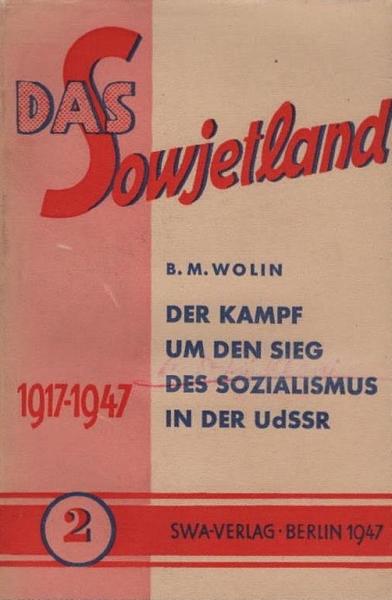 DAS
Sowjetland
B. M. WOLIN
DER KAMPF
UM DEN SIEG
DES SOZIALISMUS
IN DER UdSSR
1917-1947
2
SWA-VERLAG · BERLIN 1947